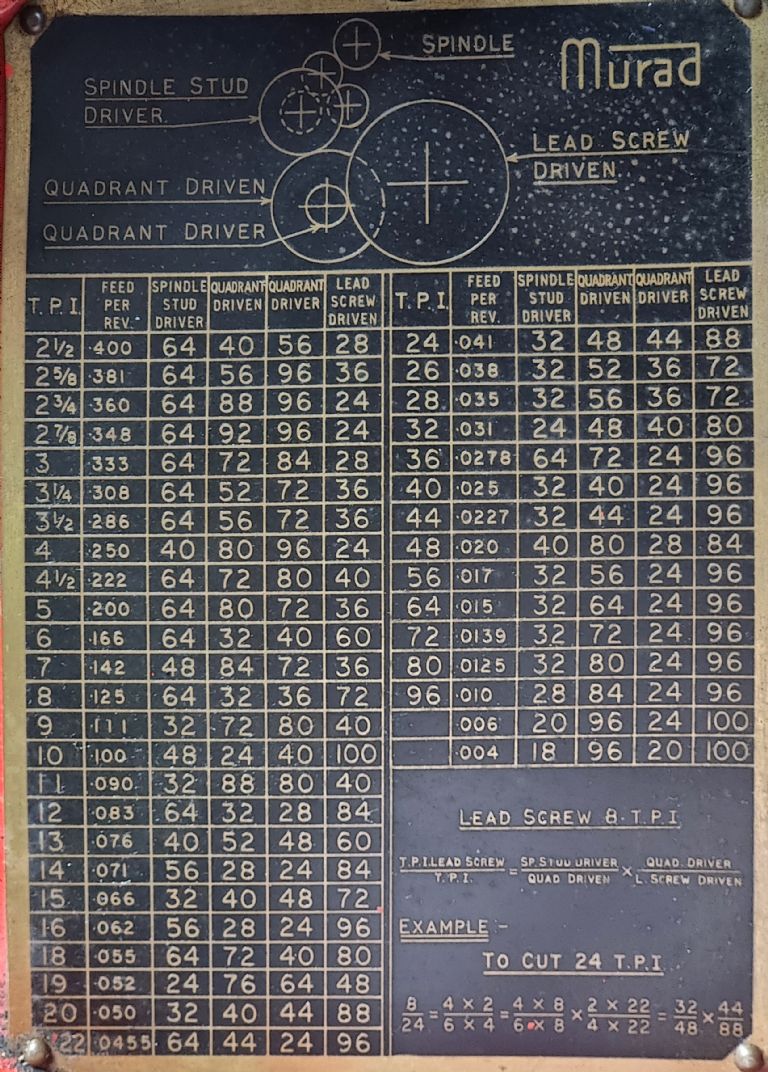 SPINDLE
Murad
SPINDLE STUD
DRIVER.
LEAD SCREW
DRIVEN.
QUADRANT DRIVEN
QUADRANT DRIVER
T.P.I. FEED PER REV. SPINDLE STUD DRIVER QUADRANT DRIVEN QUADRANT DRIVER LEAD SCREW DRIVEN
2 1/2 .400 64 40 56 28
2 5/8 .381 64 56 96 36
2 3/4 .360 64 88 96 24
2 7/8 .348 64 92 96 24
3 .333 64 72 84 28
3 1/4 .308 64 52 72 36
3 1/2 .286 64 56 72 36
4 .250 40 80 96 24
4 1/2 .222 64 72 80 40
5 .200 64 80 72 36
6 .166 64 32 40 60
7 .142 48 84 72 36
8 .125 64 32 36 72
9 .111 32 72 80 40
10 .100 48 24 40 100
11 .090 32 88 80 40
12 .083 64 32 28 84
13 .076 40 52 48 60
14 .071 56 28 24 84
15 .066 32 40 48 72
16 .062 56 28 24 96
18 .055 64 72 40 80
19 .052 24 76 64 48
20 .050 32 40 44 88
22 .0455 64 44 24 96
T.P.I. FEED PER REV. SPINDLE STUD DRIVER QUADRANT DRIVEN QUADRANT DRIVER LEAD SCREW DRIVEN
24 .041 32 48 44 88
26 .038 32 52 36 72
28 .035 32 56 36 72
32 .031 24 48 40 80
36 .0278 64 72 24 96
40 .025 32 40 24 96
44 .0227 32 44 24 96
48 .020 40 80 28 84
56 .017 32 56 24 96
64 .015 32 64 24 96
72 .0139 32 72 24 96
80 .0125 32 80 24 96
96 .010 28 84 24 96
.006 20 96 24 100
.004 18 96 20 100
LEAD SCREW 8. T.P.I.
T.P.I. LEAD SCREW / T.P.I. = SP. STUD DRIVER / QUAD DRIVEN × QUAD. DRIVER / L. SCREW DRIVEN
EXAMPLE :-
TO CUT 24 T.P.I.
8/24 = 4 × 2 / 6 × 4 = 4 × 8 / 6 × 8 × 2 × 22 / 4 × 22 = 32/48 × 44/88